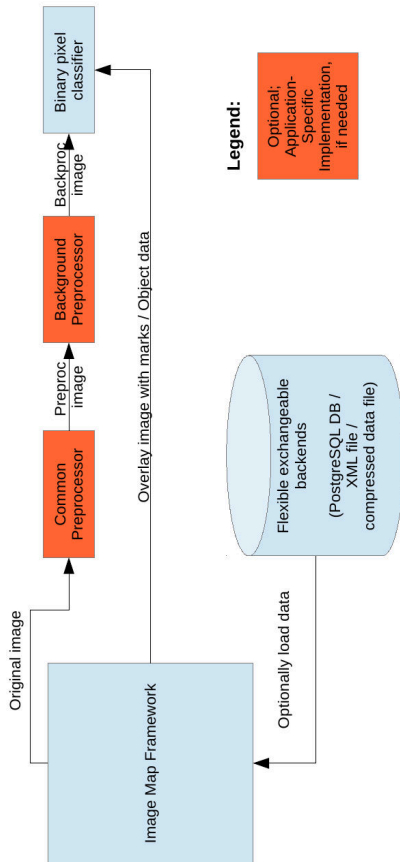 Original image
Common
Preprocessor
Preproc
image
Background
Preprocessor
Backproc
image
Binary pixel
classifier
Image Map Framework
Overlay image with marks / Object data
Optionally load data
Flexible exchangeable
backends
(PostgreSQL DB /
XML file /
compressed data file)
Legend:
Optional;
Application-
Specific
Implementation,
if needed